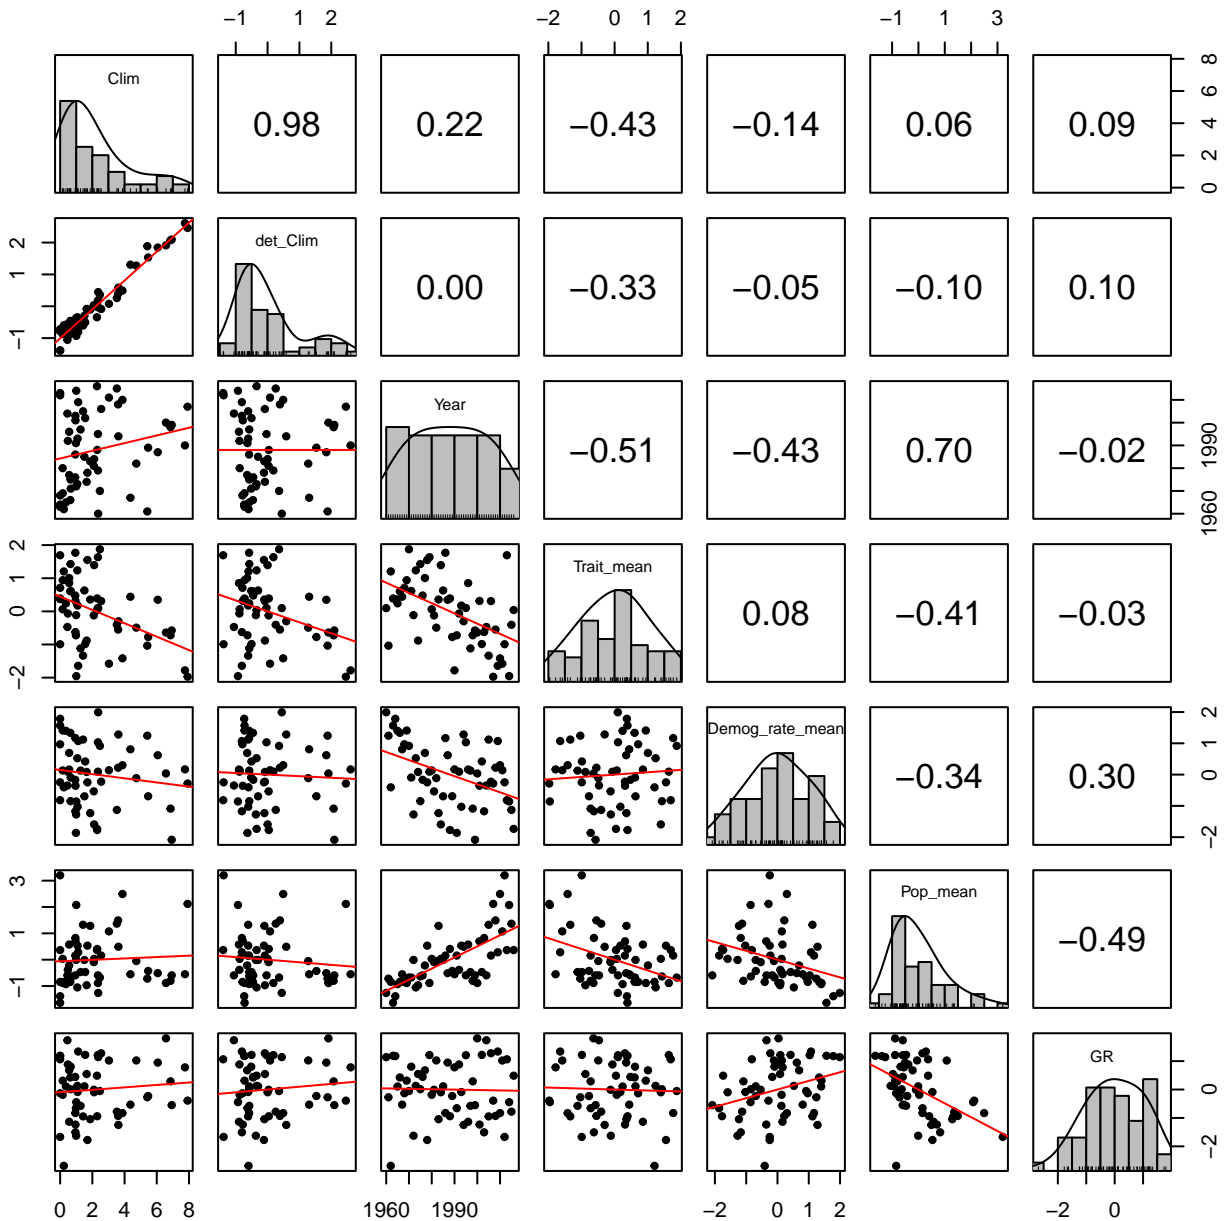 −1 1 2 −2 0 1 2 −1 1 3
Clim 0.98 0.22 −0.43 −0.14 0.06 0.09 0 2 4 6 8
−1 1 2 det_Clim 0.00 −0.33 −0.05 −0.10 0.10
Year −0.51 −0.43 0.70 −0.02 1960 1990
−2 0 1 2 Trait_mean 0.08 −0.41 −0.03
Demog_rate_mean −0.34 0.30 −2 0 1 2
−1 1 3 Pop_mean −0.49
GR −2 0
0 2 4 6 8 1960 1990 −2 0 1 2 −2 0